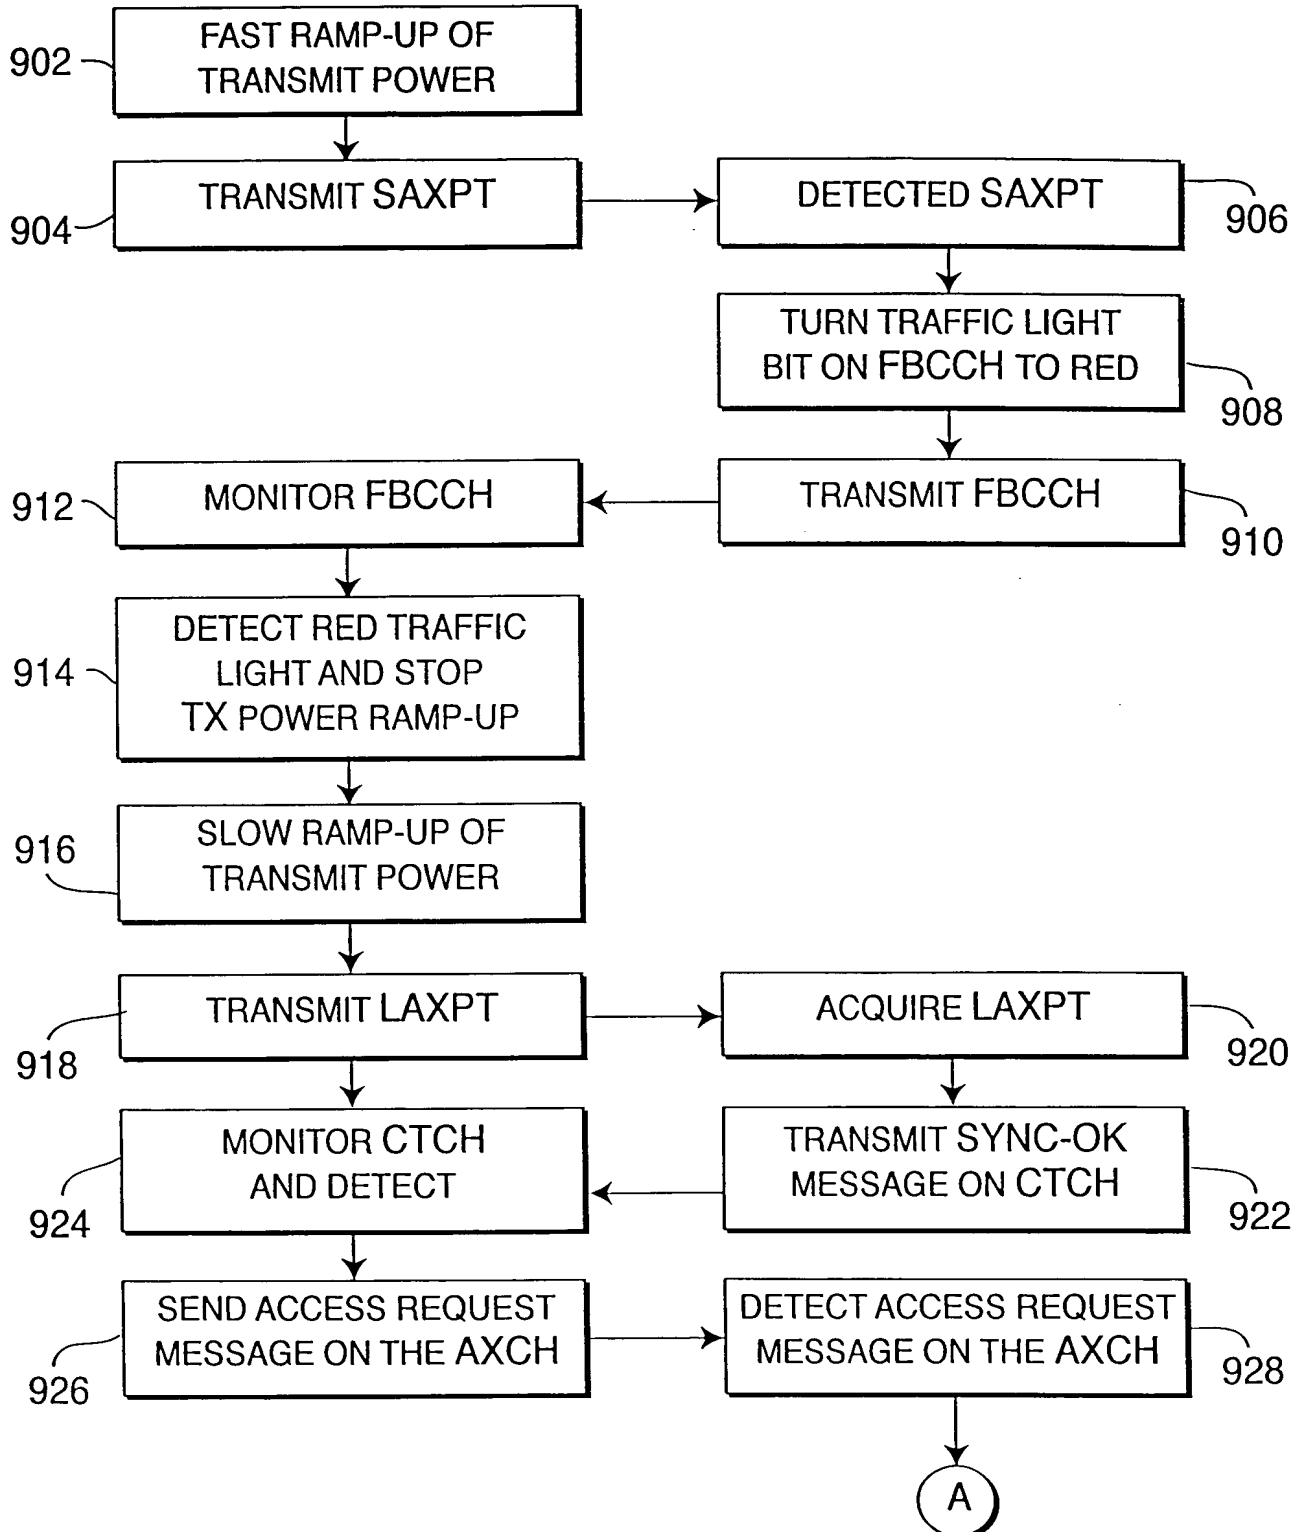 FAST RAMP-UP OF
TRANSMIT POWER
902
TRANSMIT SAXPT
904
DETECTED SAXPT
906
TURN TRAFFIC LIGHT
BIT ON FBCCH TO RED
908
MONITOR FBCCH
912
TRANSMIT FBCCH
910
DETECT RED TRAFFIC
LIGHT AND STOP
TX POWER RAMP-UP
914
SLOW RAMP-UP OF
TRANSMIT POWER
916
TRANSMIT LAXPT
918
ACQUIRE LAXPT
920
MONITOR CTCH
AND DETECT
924
TRANSMIT SYNC-OK
MESSAGE ON CTCH
922
SEND ACCESS REQUEST
MESSAGE ON THE AXCH
926
DETECT ACCESS REQUEST
MESSAGE ON THE AXCH
928
A